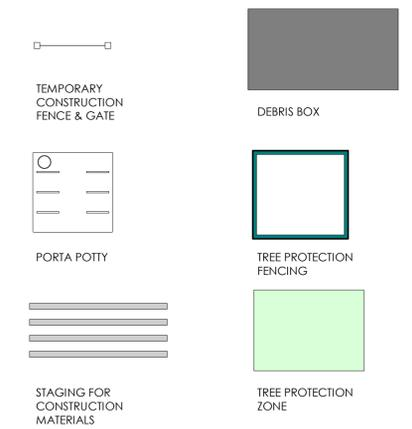 TEMPORARY
CONSTRUCTION
FENCE & GATE
DEBRIS BOX
PORTA POTTY
TREE PROTECTION
FENCING
STAGING FOR
CONSTRUCTION
MATERIALS
TREE PROTECTION
ZONE